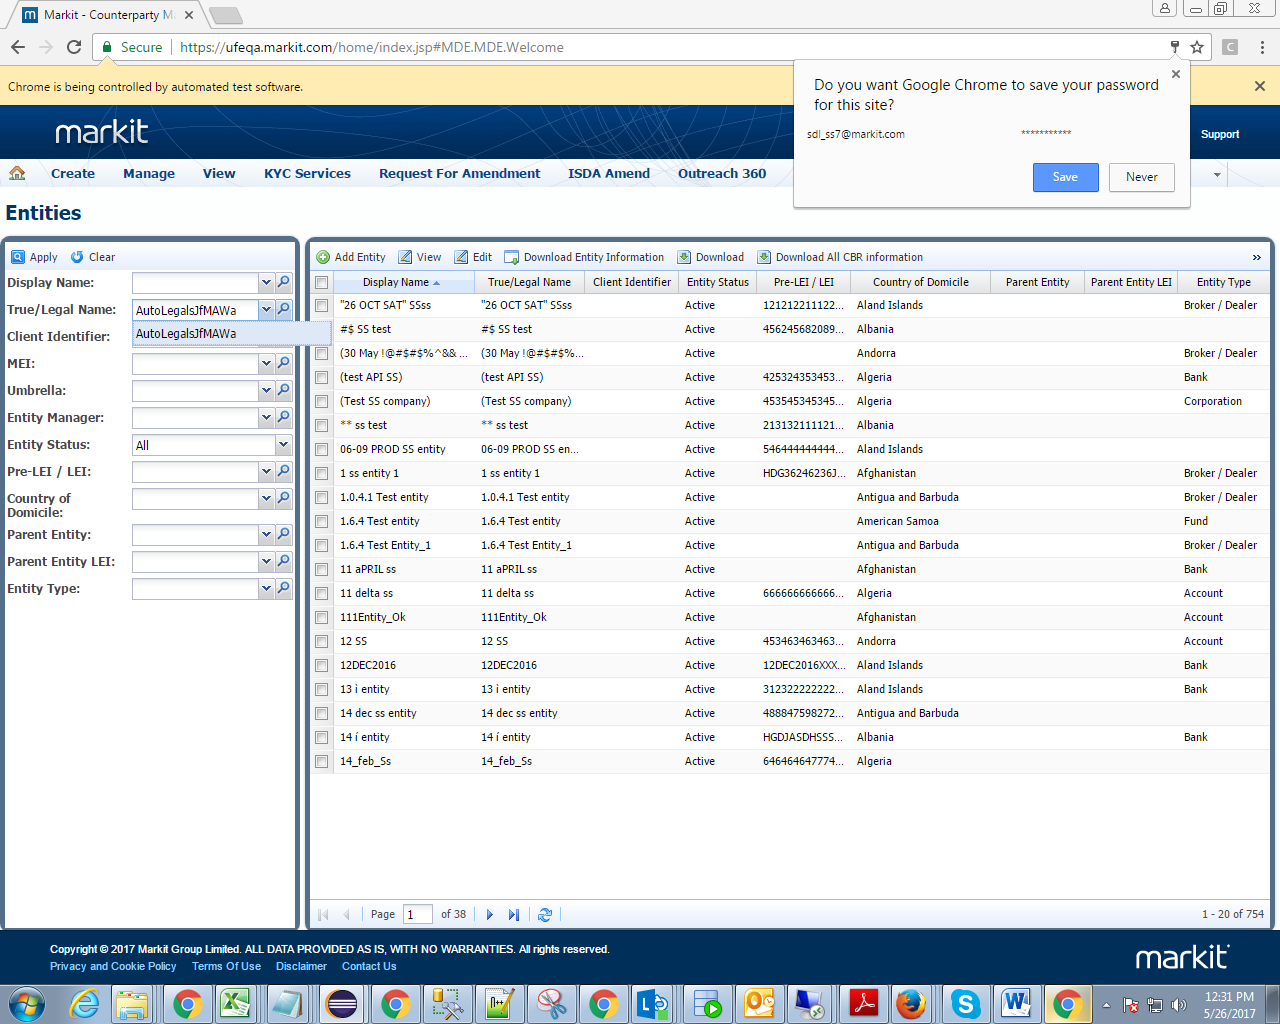 Markit - Counterparty M
Secure
https://ufeqa.markit.com/home/index.jsp#MDE.MDE.Welcome
C
Chrome is being controlled by automated test software.
Do you want Google Chrome to save your password
for this site?
sdl_ss7@markit.com ***********
Save Never
markit
Support
Create Manage View KYC Services Request For Amendment ISDA Amend Outreach 360
Entities
Apply Clear
Display Name:
True/Legal Name: AutoLegalsJfMAWa
AutoLegalsJfMAWa
Client Identifier:
MEI:
Umbrella:
Entity Manager:
Entity Status: All
Pre-LEI / LEI:
Country of
Domicile:
Parent Entity:
Parent Entity LEI:
Entity Type:
Add Entity View Edit Download Entity Information Download Download All CBR information »
Display Name True/Legal Name Client Identifier Entity Status Pre-LEI / LEI Country of Domicile Parent Entity Parent Entity LEI Entity Type
"26 OCT SAT" SSss "26 OCT SAT" SSss Active 121212211122... Aland Islands Broker / Dealer
#$ SS test #$ SS test Active 456245682089... Albania
(30 May !@#$#$%^&& ... (30 May !@#$#$%... Active Andorra Broker / Dealer
(test API SS) (test API SS) Active 425324353453... Algeria Bank
(Test SS company) (Test SS company) Active 453545345345... Algeria Corporation
** ss test ** ss test Active 213132111121... Albania
06-09 PROD SS entity 06-09 PROD SS en... Active 546444444444... Aland Islands
1 ss entity 1 1 ss entity 1 Active HDG36246236J... Afghanistan Broker / Dealer
1.0.4.1 Test entity 1.0.4.1 Test entity Active Antigua and Barbuda Broker / Dealer
1.6.4 Test entity 1.6.4 Test entity Active American Samoa Fund
1.6.4 Test Entity_1 1.6.4 Test Entity_1 Active Antigua and Barbuda Broker / Dealer
11 aPRIL ss 11 aPRIL ss Active Afghanistan Bank
11 delta ss 11 delta ss Active 666666666666... Algeria Account
111Entity_Ok 111Entity_Ok Active Afghanistan Account
12 SS 12 SS Active 453463463463... Andorra Account
12DEC2016 12DEC2016 Active 12DEC2016XXX... Aland Islands Bank
13 i entity 13 i entity Active 312322222222... Aland Islands Bank
14 dec ss entity 14 dec ss entity Active 488847598272... Antigua and Barbuda
14 í entity 14 í entity Active HGDJASDHSSS... Albania Bank
14_feb_Ss 14_feb_Ss Active 646464647774... Algeria
Page 1 of 38 1 - 20 of 754
Copyright © 2017 Markit Group Limited. ALL DATA PROVIDED AS IS, WITH NO WARRANTIES. All rights reserved.
Privacy and Cookie Policy Terms Of Use Disclaimer Contact Us
markit
12:31 PM
5/26/2017